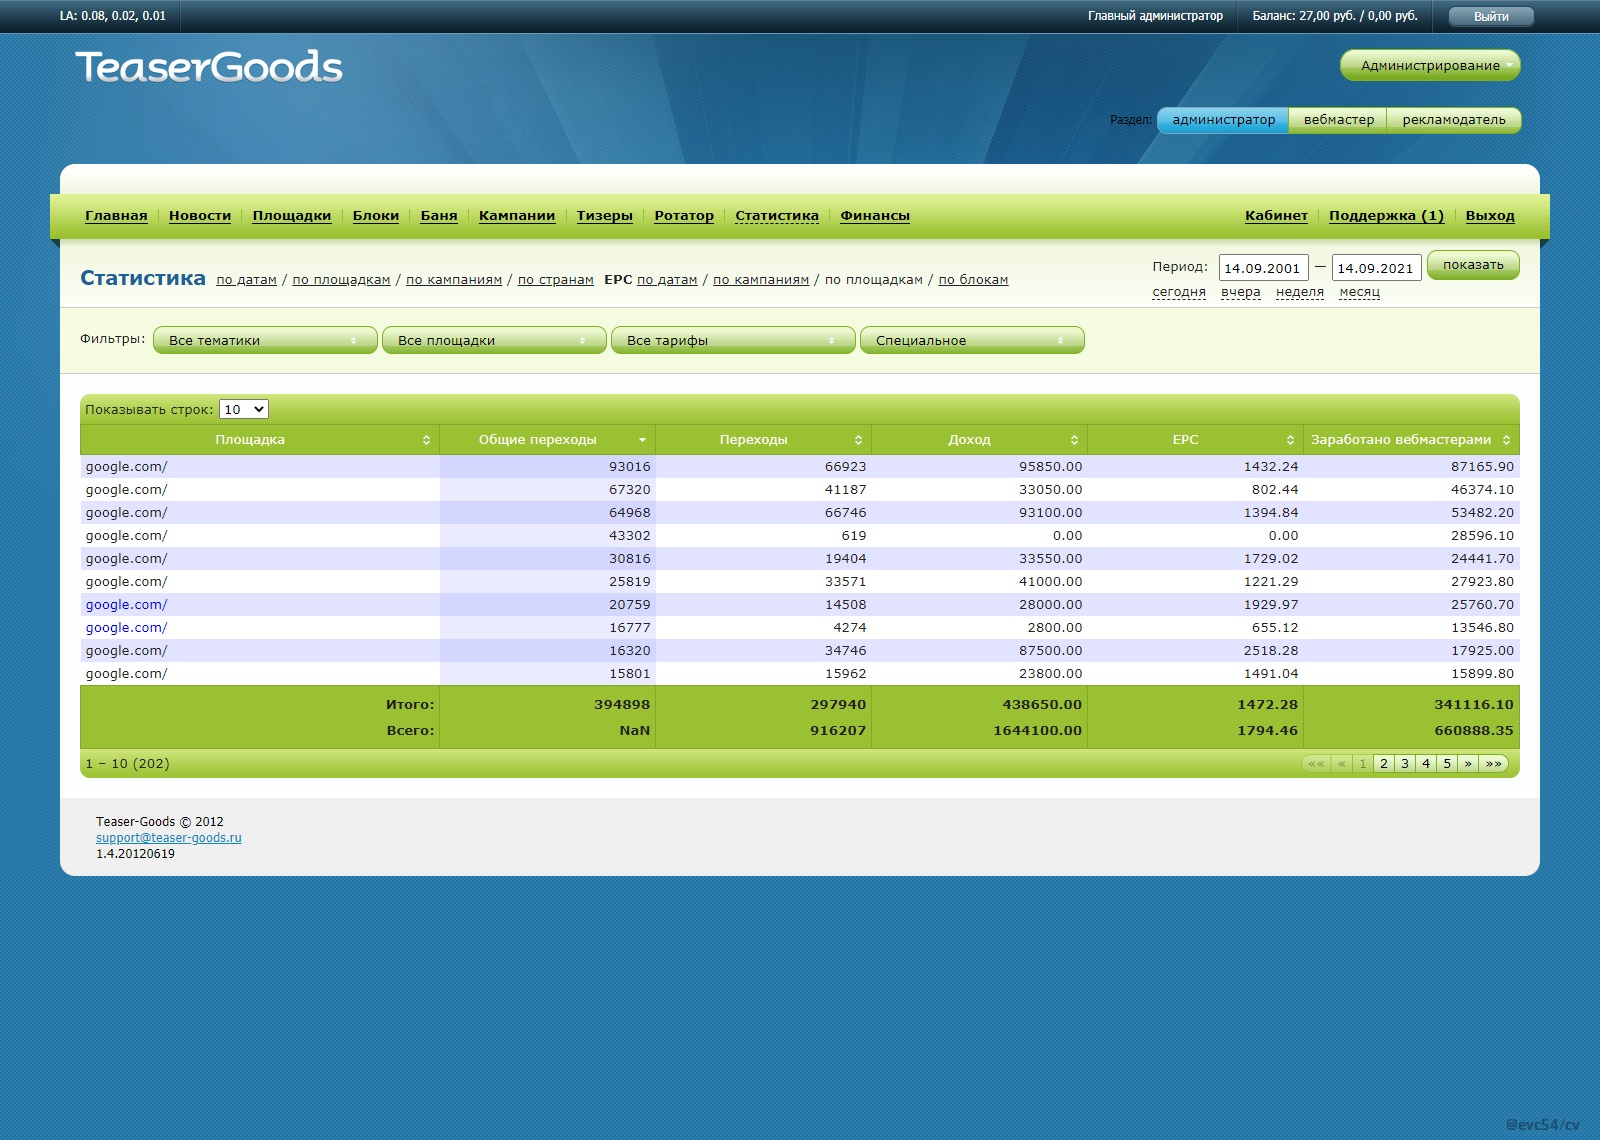 LA: 0.08, 0.02, 0.01 Главный администратор Баланс: 27,00 руб. / 0,00 руб. Выйти
TeaserGoods
Администрирование
Раздел: администратор вебмастер рекламодатель
Главная Новости Площадки Блоки Баня Кампании Тизеры Ротатор Статистика Финансы Кабинет Поддержка (1) Выход
Статистика по датам / по площадкам / по кампаниям / по странам EPC по датам / по кампаниям / по площадкам / по блокам
Период: 14.09.2001 — 14.09.2021 показать
сегодня вчера неделя месяц
Фильтры: Все тематики Все площадки Все тарифы Специальное
Показывать строк: 10
Площадка Общие переходы Переходы Доход EPC Заработано вебмастерами
google.com/ 93016 66923 95850.00 1432.24 87165.90
google.com/ 67320 41187 33050.00 802.44 46374.10
google.com/ 64968 66746 93100.00 1394.84 53482.20
google.com/ 43302 619 0.00 0.00 28596.10
google.com/ 30816 19404 33550.00 1729.02 24441.70
google.com/ 25819 33571 41000.00 1221.29 27923.80
google.com/ 20759 14508 28000.00 1929.97 25760.70
google.com/ 16777 4274 2800.00 655.12 13546.80
google.com/ 16320 34746 87500.00 2518.28 17925.00
google.com/ 15801 15962 23800.00 1491.04 15899.80
Итого: 394898 297940 438650.00 1472.28 341116.10
Всего: NaN 916207 1644100.00 1794.46 660888.35
1 – 10 (202) «« « 1 2 3 4 5 » »»
Teaser-Goods © 2012
support@teaser-goods.ru
1.4.20120619
@evc54/cv